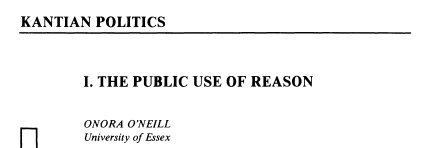 KANTIAN POLITICS
I. THE PUBLIC USE OF REASON
ONORA O'NEILL
University of Essex